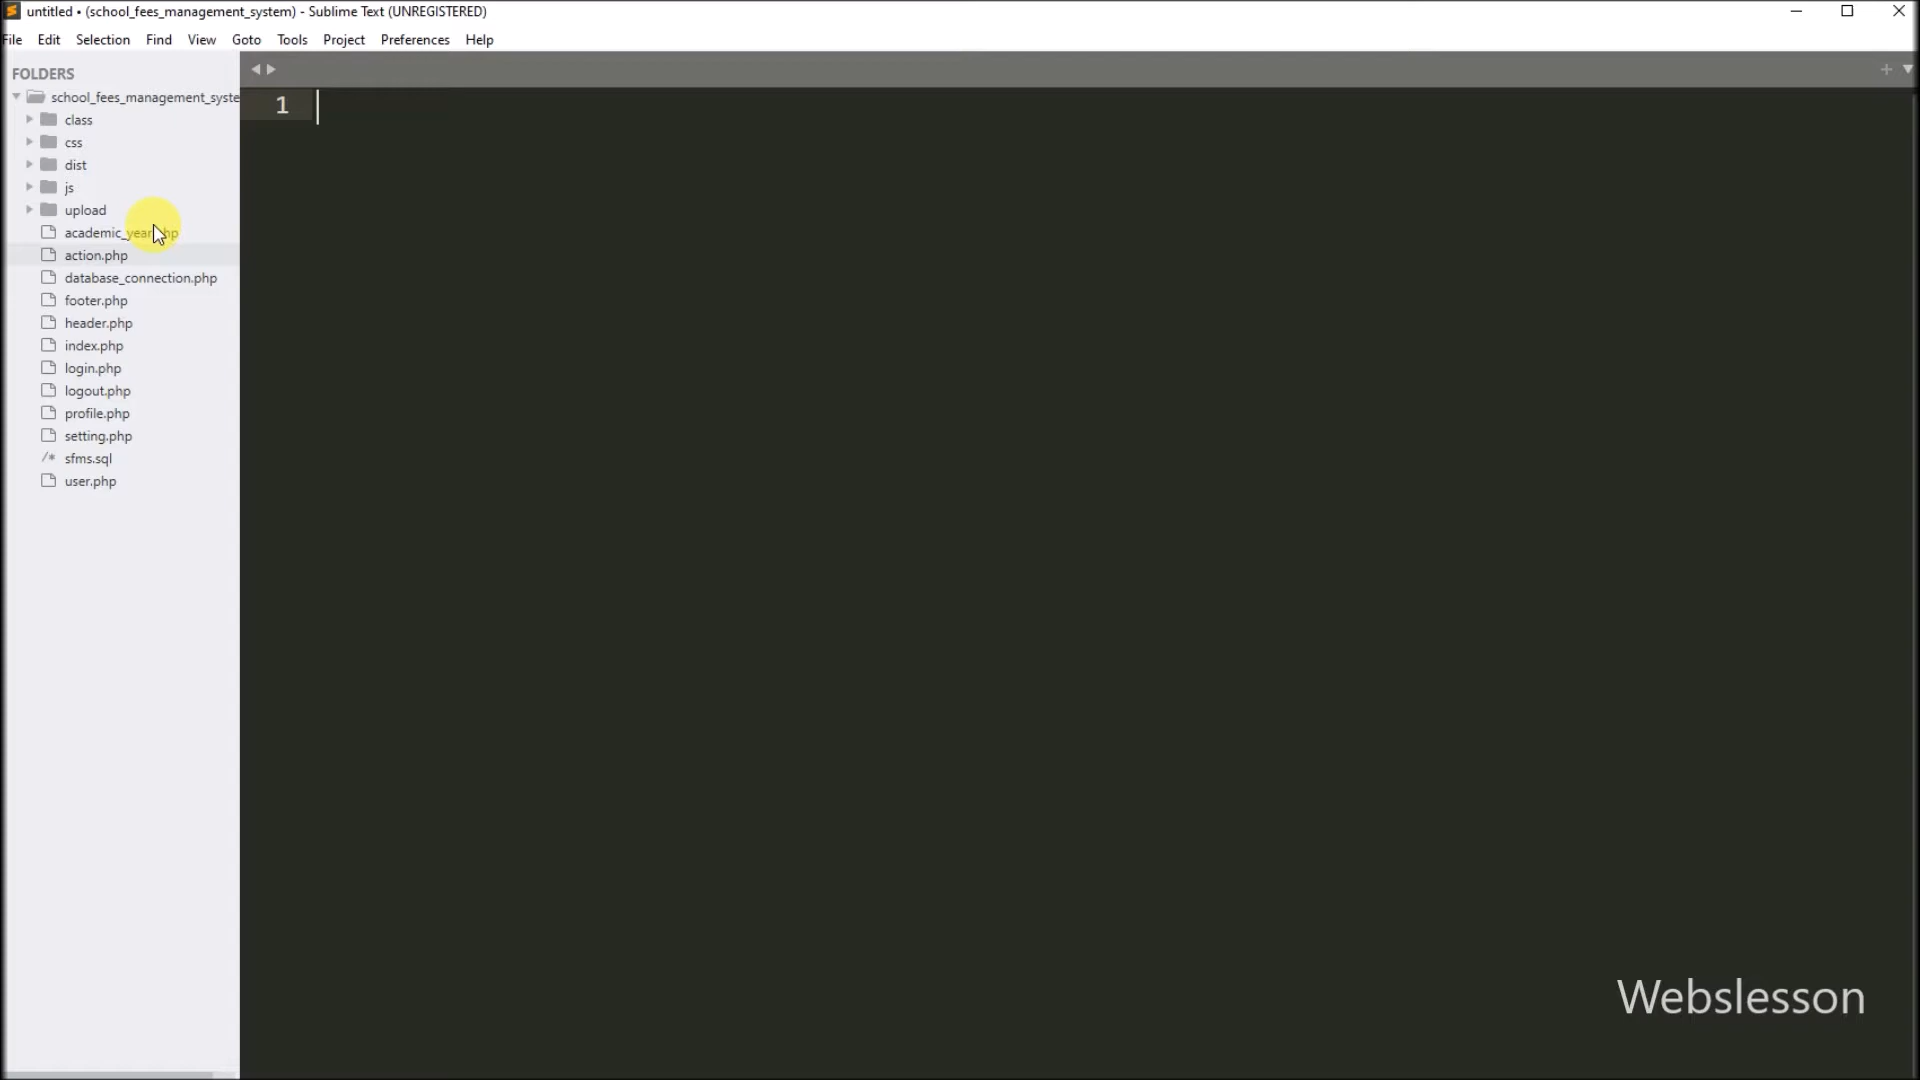 untitled • (school_fees_management_system) - Sublime Text (UNREGISTERED)
File Edit Selection Find View Goto Tools Project Preferences Help
FOLDERS
school_fees_management_syste
class
css
dist
js
upload
academic_year.php
action.php
database_connection.php
footer.php
header.php
index.php
login.php
logout.php
profile.php
setting.php
/* sfms.sql
user.php
1
Webslesson